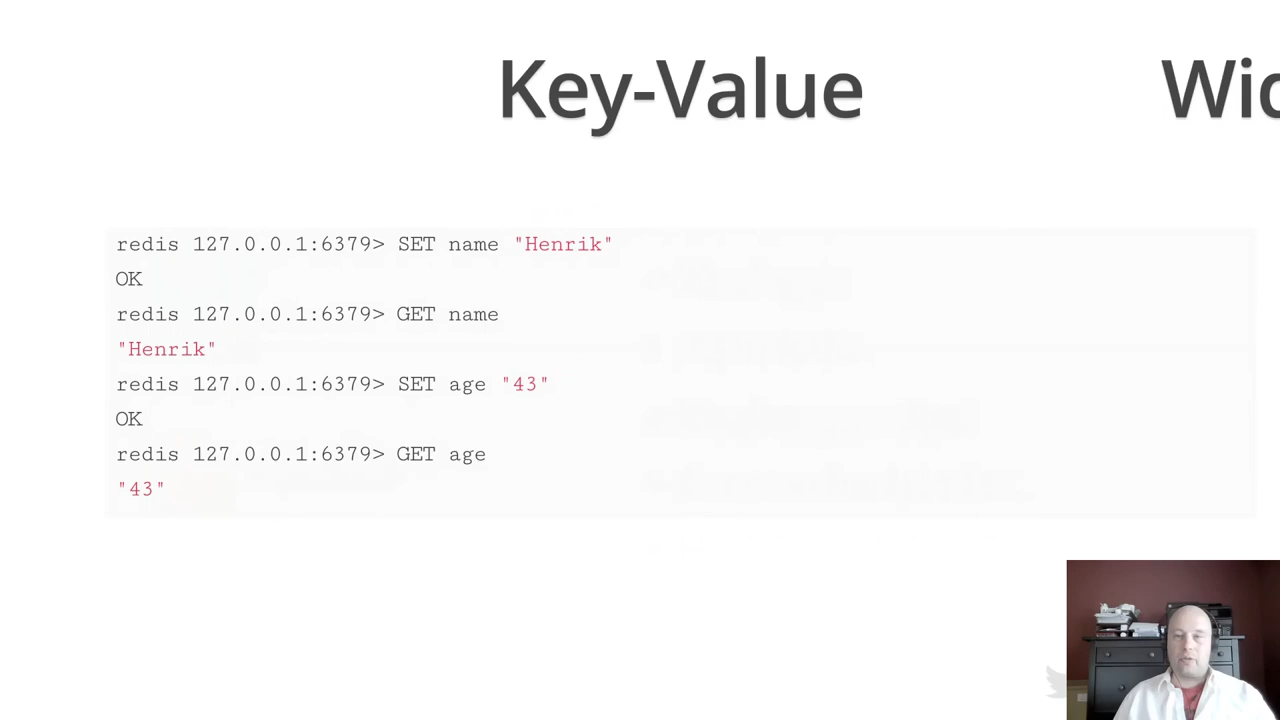 Key-Value
Wid
redis 127.0.0.1:6379> SET name "Henrik"
OK
redis 127.0.0.1:6379> GET name
"Henrik"
redis 127.0.0.1:6379> SET age "43"
OK
redis 127.0.0.1:6379> GET age
"43"